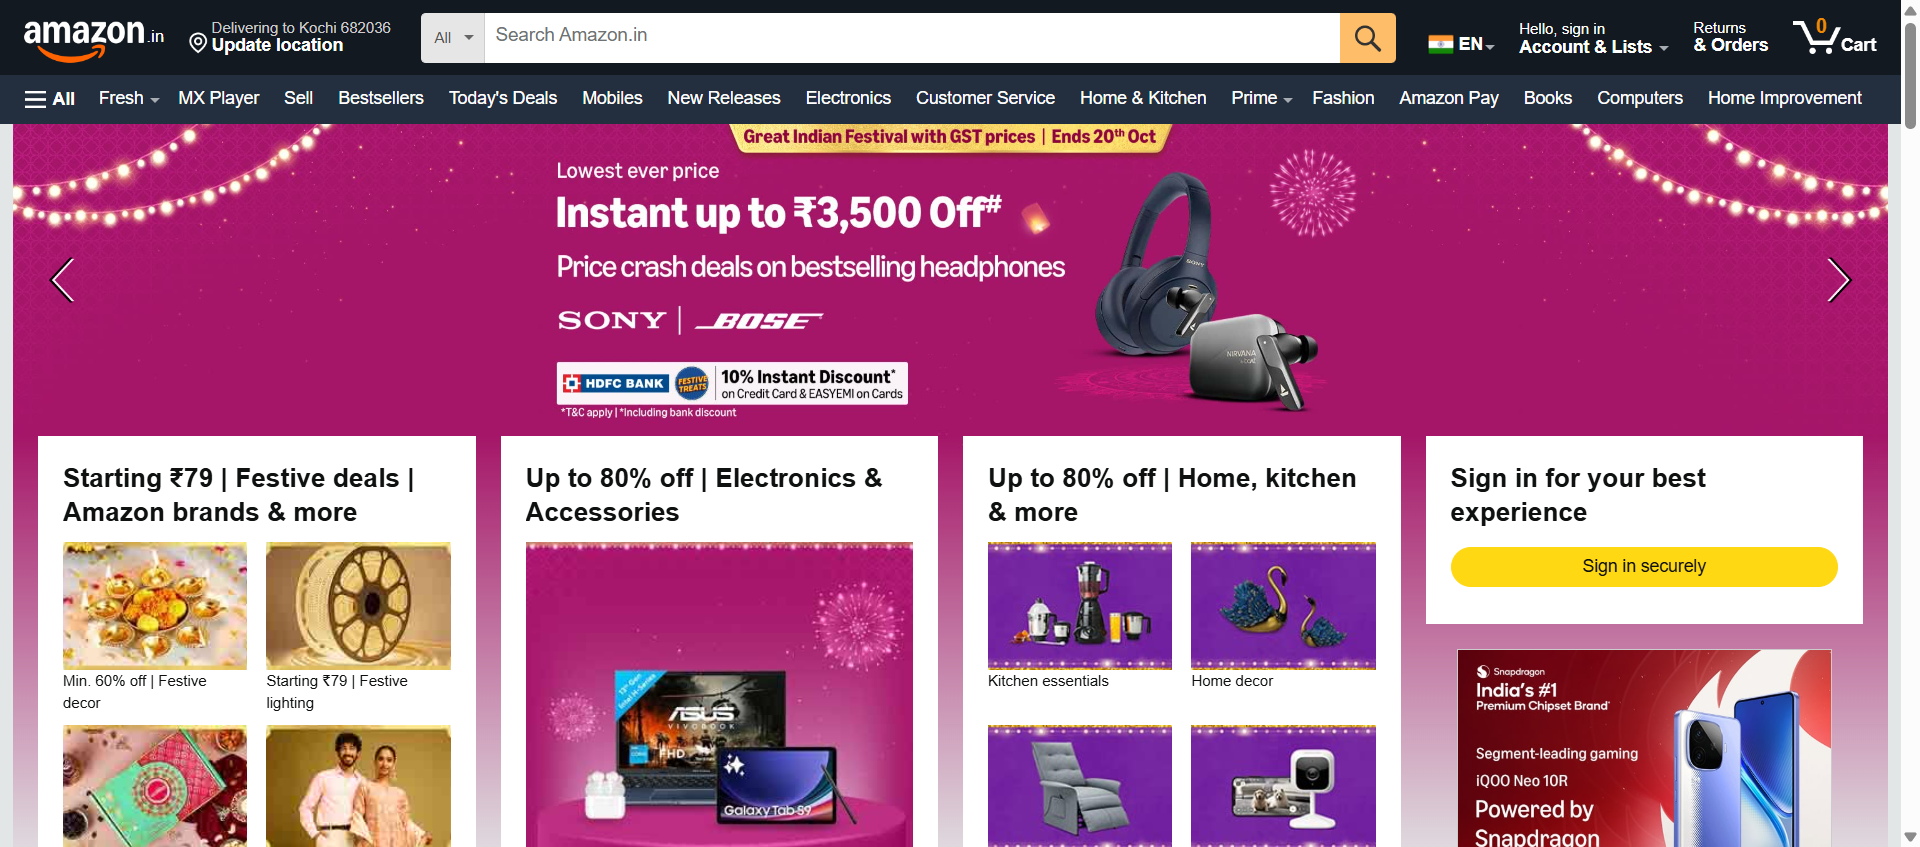 amazon.in
Delivering to Kochi 682036
Update location
All
Search Amazon.in
EN
Hello, sign in
Account & Lists
Returns
& Orders
0
Cart
All
Fresh
MX Player
Sell
Bestsellers
Today's Deals
Mobiles
New Releases
Electronics
Customer Service
Home & Kitchen
Prime
Fashion
Amazon Pay
Books
Computers
Home Improvement
Great Indian Festival with GST prices | Ends 20th Oct
Lowest ever price
Instant up to ₹3,500 Off#
Price crash deals on bestselling headphones
SONY | BOSE
HDFC BANK
FESTIVE
TREATS
10% Instant Discount*
on Credit Card & EASYEMI on Cards
*T&C apply | *Including bank discount
SONY
NIRVANA
Starting ₹79 | Festive deals |
Amazon brands & more
Min. 60% off | Festive
decor
Starting ₹79 | Festive
lighting
Up to 80% off | Electronics &
Accessories
13th Gen
Intel H-Series
ASUS
VIVOBOOK
FHD
Galaxy Tab S9
Up to 80% off | Home, kitchen
& more
Kitchen essentials
Home decor
Sign in for your best
experience
Sign in securely
Snapdragon
India's #1
Premium Chipset Brand*
Segment-leading gaming
iQOO Neo 10R
Powered by
Snapdragon